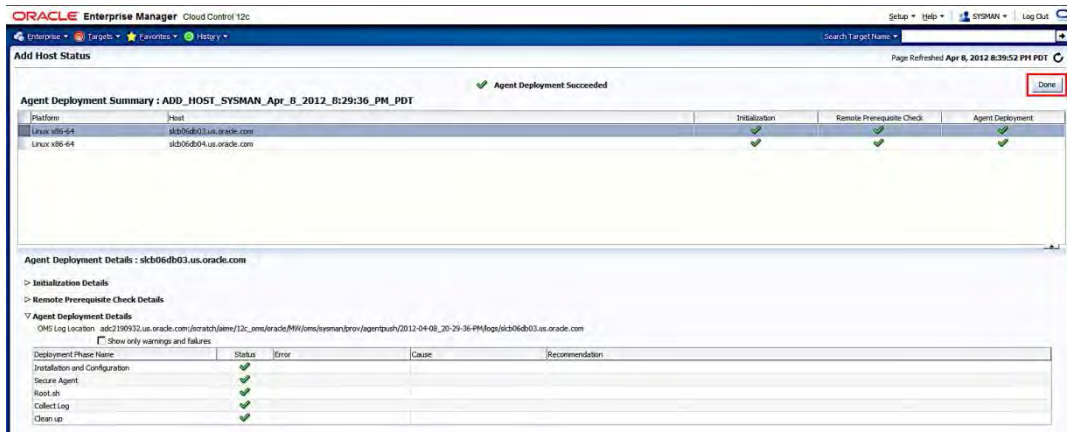 ORACLE Enterprise Manager Cloud Control 12c
Setup Help SYSMAN Log Out
Enterprise Targets Favorites History Search Target Name
Add Host Status Page Refreshed Apr 8, 2012 8:39:52 PM PDT
Agent Deployment Succeeded Done
Agent Deployment Summary : ADD_HOST_SYSMAN_Apr_8_2012_8:29:36_PM_PDT
Platform Host Initialization Remote Prerequisite Check Agent Deployment
Linux x86-64 slcb06db03.us.oracle.com
Linux x86-64 slcb06db04.us.oracle.com
Agent Deployment Details : slcb06db03.us.oracle.com
Initialization Details
Remote Prerequisite Check Details
Agent Deployment Details
OMS Log Location adc2190932.us.oracle.com:/scratch/aime/12c_oms/oracle/MW/oms/sysman/prov/agentpush/2012-04-08_20-29-36-PM/logs/slcb06db03.us.oracle.com
Show only warnings and failures
Deployment Phase Name Status Error Cause Recommendation
Installation and Configuration
Secure Agent
Root.sh
Collect Log
Clean up